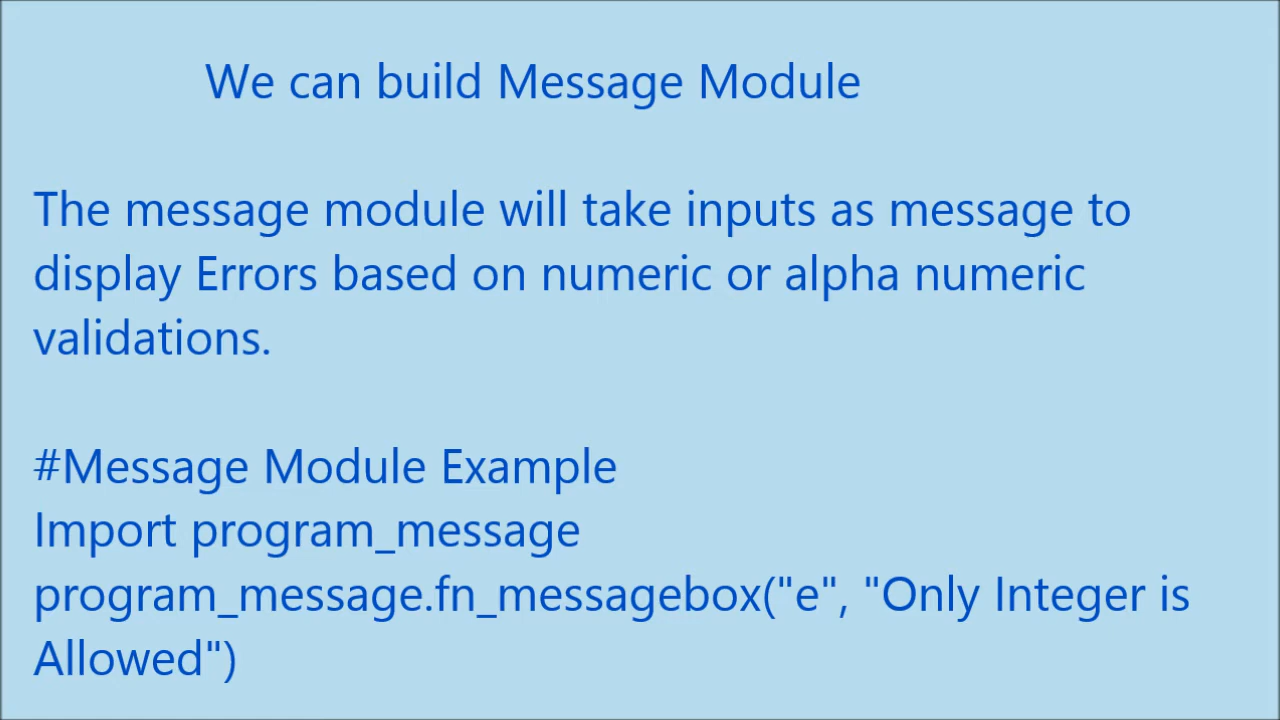 We can build Message Module
The message module will take inputs as message to
display Errors based on numeric or alpha numeric
validations.
#Message Module Example
Import program_message
program_message.fn_messagebox("e", "Only Integer is
Allowed")